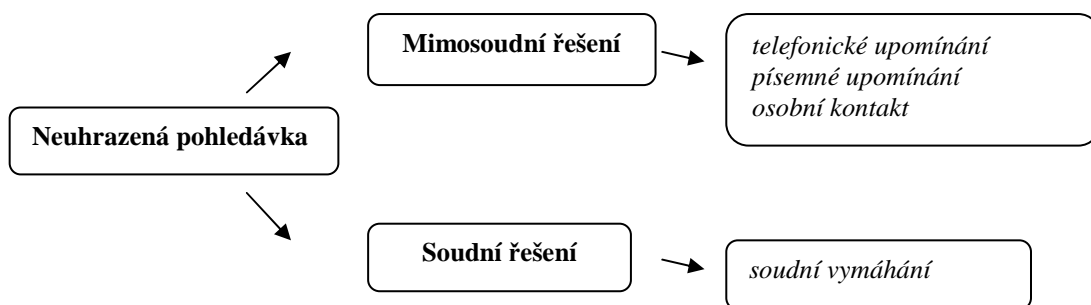 Mimosoudní řešení
telefonické upomínání
písemné upomínání
osobní kontakt
Neuhrazená pohledávka
Soudní řešení
soudní vymáhání